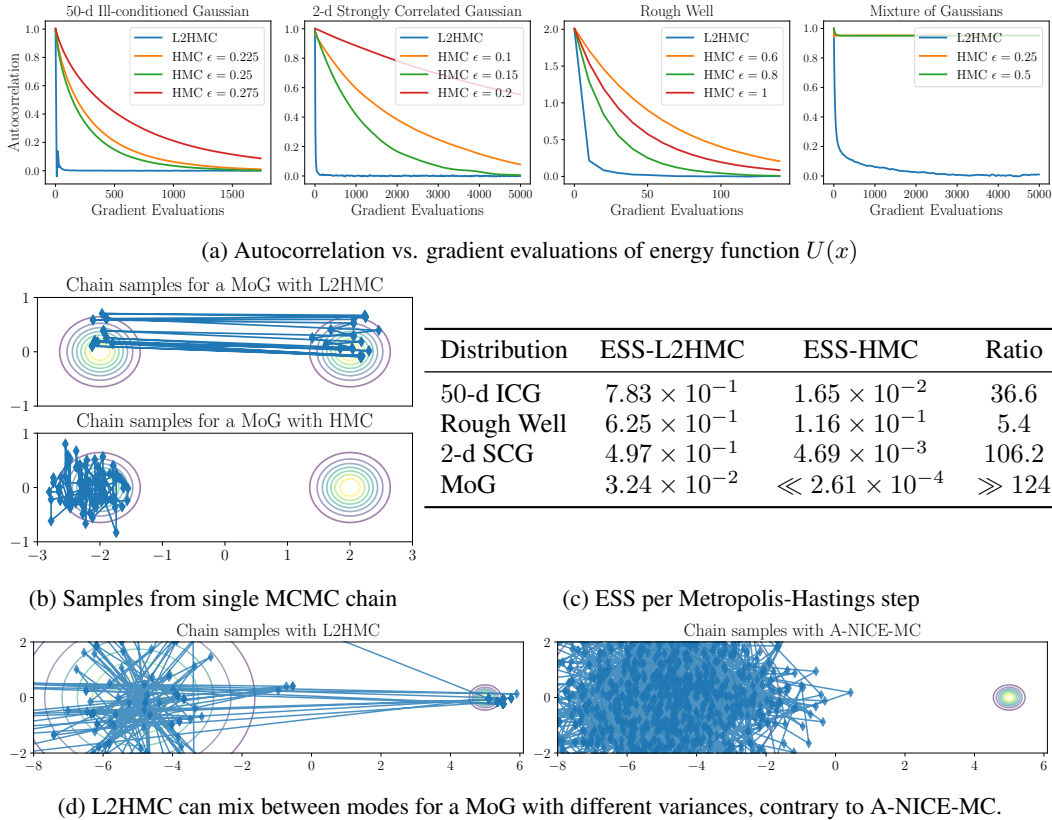 50-d Ill-conditioned Gaussian
2-d Strongly Correlated Gaussian
Rough Well
Mixture of Gaussians
Autocorrelation
1.0
0.8
0.6
0.4
0.2
0.0
L2HMC
HMC ϵ = 0.225
HMC ϵ = 0.25
HMC ϵ = 0.275
0 500 1000 1500
Gradient Evaluations
1.0
0.8
0.6
0.4
0.2
0.0
L2HMC
HMC ϵ = 0.1
HMC ϵ = 0.15
HMC ϵ = 0.2
0 1000 2000 3000 4000 5000
Gradient Evaluations
2.0
1.5
1.0
0.5
0.0
L2HMC
HMC ϵ = 0.6
HMC ϵ = 0.8
HMC ϵ = 1
50 100
Gradient Evaluations
1.0
0.8
0.6
0.4
0.2
0.0
L2HMC
HMC ϵ = 0.25
HMC ϵ = 0.5
0 1000 2000 3000 4000 5000
Gradient Evaluations
(a) Autocorrelation vs. gradient evaluations of energy function U(x)
Chain samples for a MoG with L2HMC
1
0
−1
Chain samples for a MoG with HMC
1
0
−1
−3 −2 −1 0 1 2 3
(b) Samples from single MCMC chain
Distribution ESS-L2HMC ESS-HMC Ratio
50-d ICG 7.83 × 10⁻¹ 1.65 × 10⁻² 36.6
Rough Well 6.25 × 10⁻¹ 1.16 × 10⁻¹ 5.4
2-d SCG 4.97 × 10⁻¹ 4.69 × 10⁻³ 106.2
MoG 3.24 × 10⁻² ≪ 2.61 × 10⁻⁴ ≫ 124
(c) ESS per Metropolis-Hastings step
Chain samples with L2HMC
2
0
−2
−8 −6 −4 −2 0 2 4 6
Chain samples with A-NICE-MC
2
0
−2
−8 −6 −4 −2 0 2 4 6
(d) L2HMC can mix between modes for a MoG with different variances, contrary to A-NICE-MC.